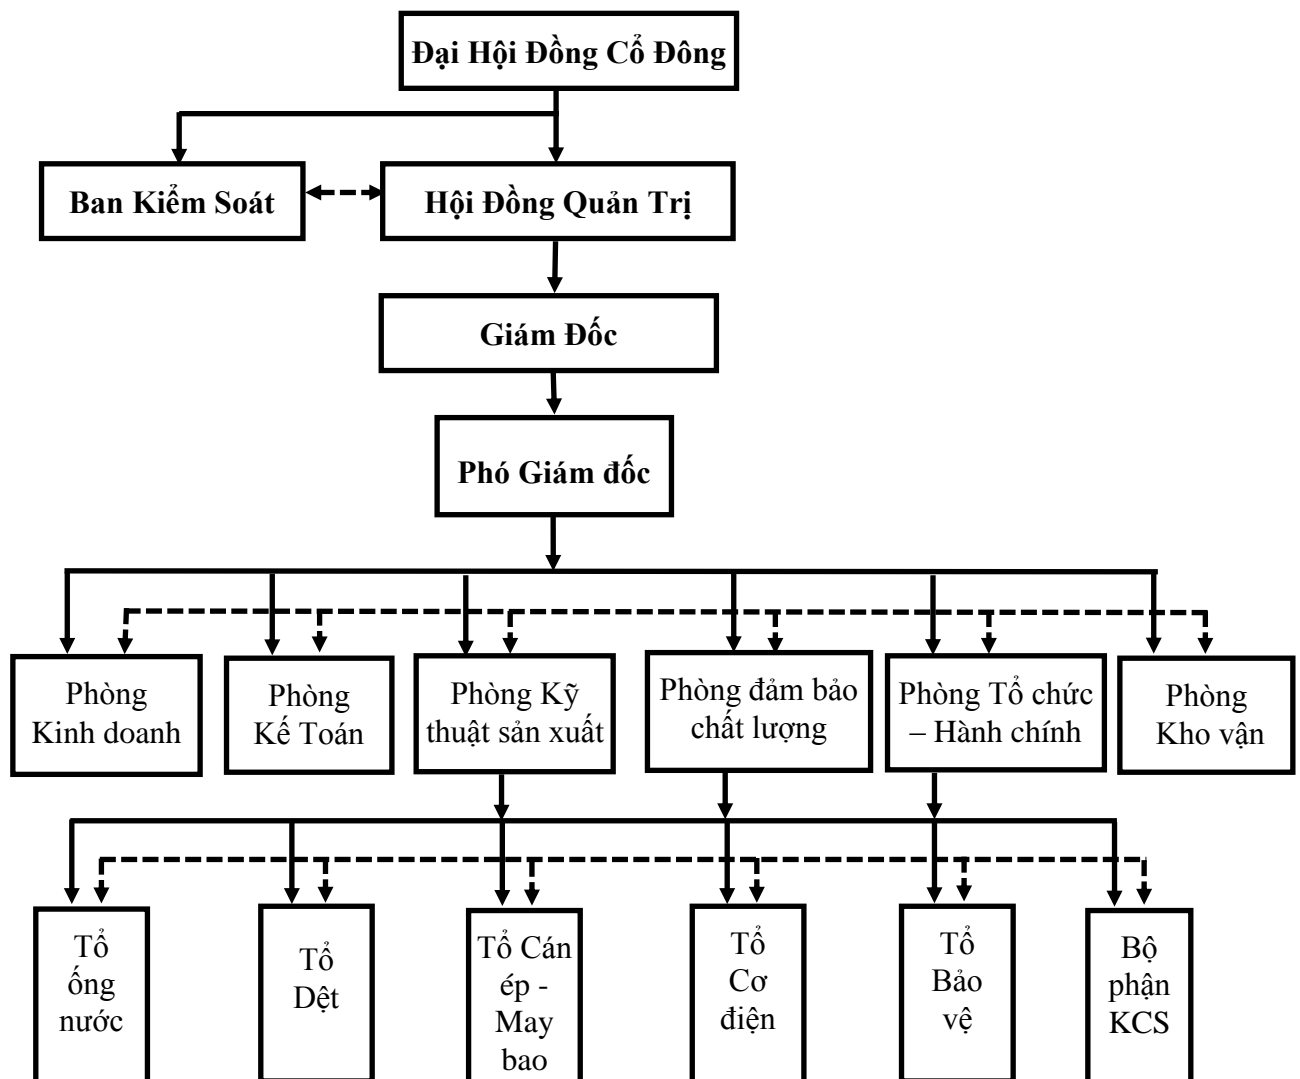 Đại Hội Đồng Cổ Đông
Ban Kiểm Soát
Hội Đồng Quản Trị
Giám Đốc
Phó Giám đốc
Phòng
Kinh doanh
Phòng
Kế Toán
Phòng Kỹ
thuật sản xuất
Phòng đảm bảo
chất lượng
Phòng Tổ chức
– Hành chính
Phòng
Kho vận
Tổ
ống
nước
Tổ
Dệt
Tổ Cán
ép -
May
bao
Tổ
Cơ
điện
Tổ
Bảo
vệ
Bộ
phận
KCS